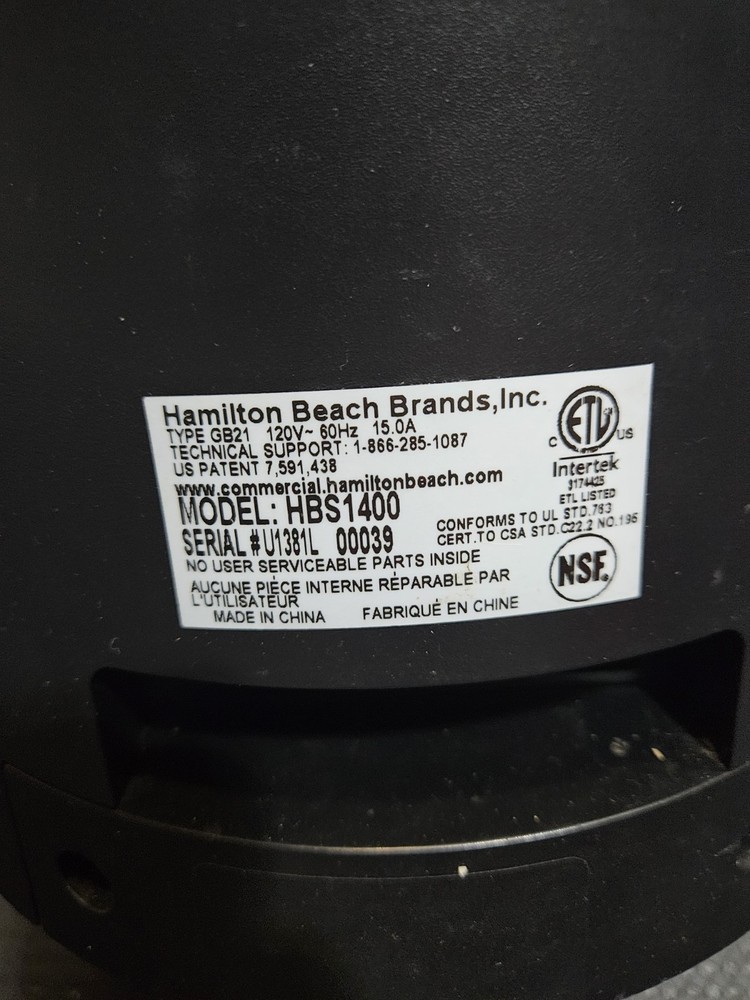 Hamilton Beach Brands,Inc.
TYPE GB21 120V~ 60Hz 15.0A
TECHNICAL SUPPORT: 1-866-285-1087
US PATENT 7,591,438
www.commercial.hamiltonbeach.com
MODEL: HBS1400
SERIAL # U1381L 00039
ETL
C US
Intertek
3174425
ETL LISTED
CONFORMS TO UL STD.763
CERT.TO CSA STD.C22.2 NO.195
NO USER SERVICEABLE PARTS INSIDE
AUCUNE PIÈCE INTERNE RÉPARABLE PAR
L'UTILISATEUR
MADE IN CHINA FABRIQUÉ EN CHINE
NSF.